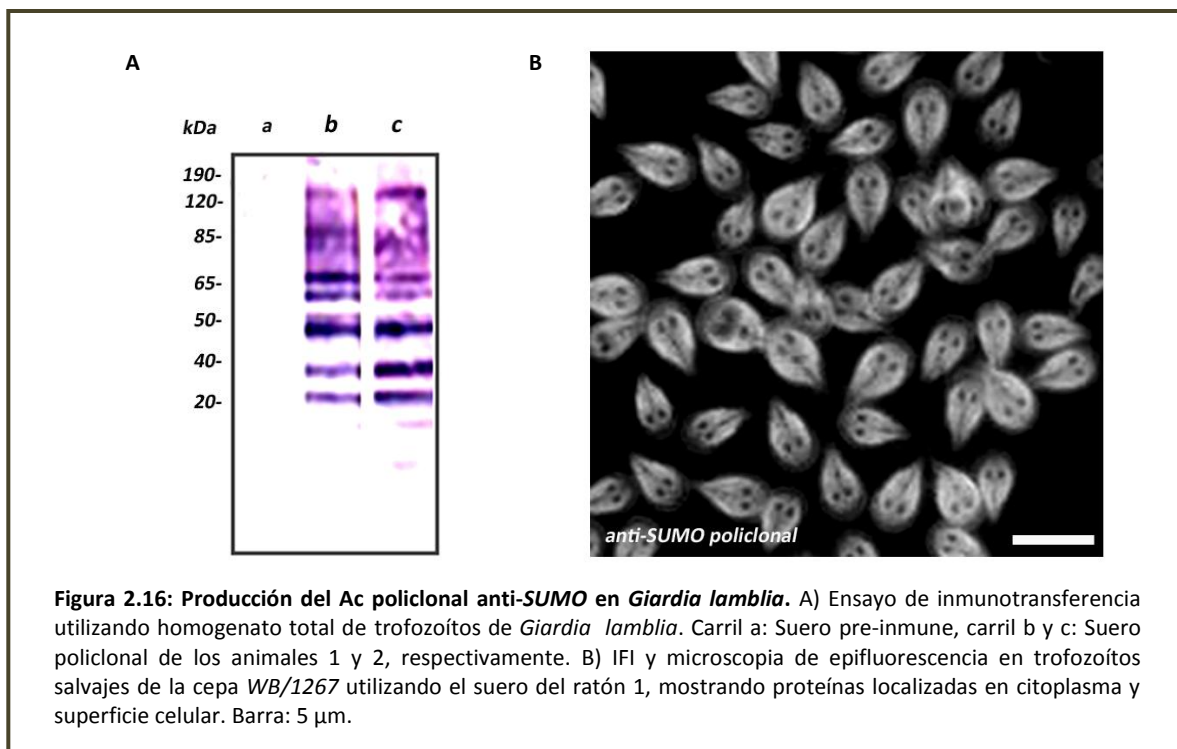 A
B
kDa a b c
190-
120-
85-
65-
50-
40-
20-
anti-SUMO policlonal
Figura 2.16: Producción del Ac policlonal anti-SUMO en Giardia lamblia. A) Ensayo de inmunotransferencia
utilizando homogenato total de trofozoítos de Giardia lamblia. Carril a: Suero pre-inmune, carril b y c: Suero
policlonal de los animales 1 y 2, respectivamente. B) IFI y microscopia de epifluorescencia en trofozoítos
salvajes de la cepa WB/1267 utilizando el suero del ratón 1, mostrando proteínas localizadas en citoplasma y
superficie celular. Barra: 5 µm.